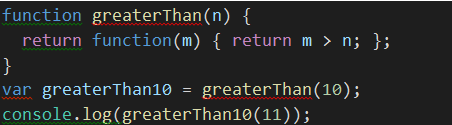 function greaterThan(n) {
  return function(m) { return m > n; };
}
var greaterThan10 = greaterThan(10);
console.log(greaterThan10(11));